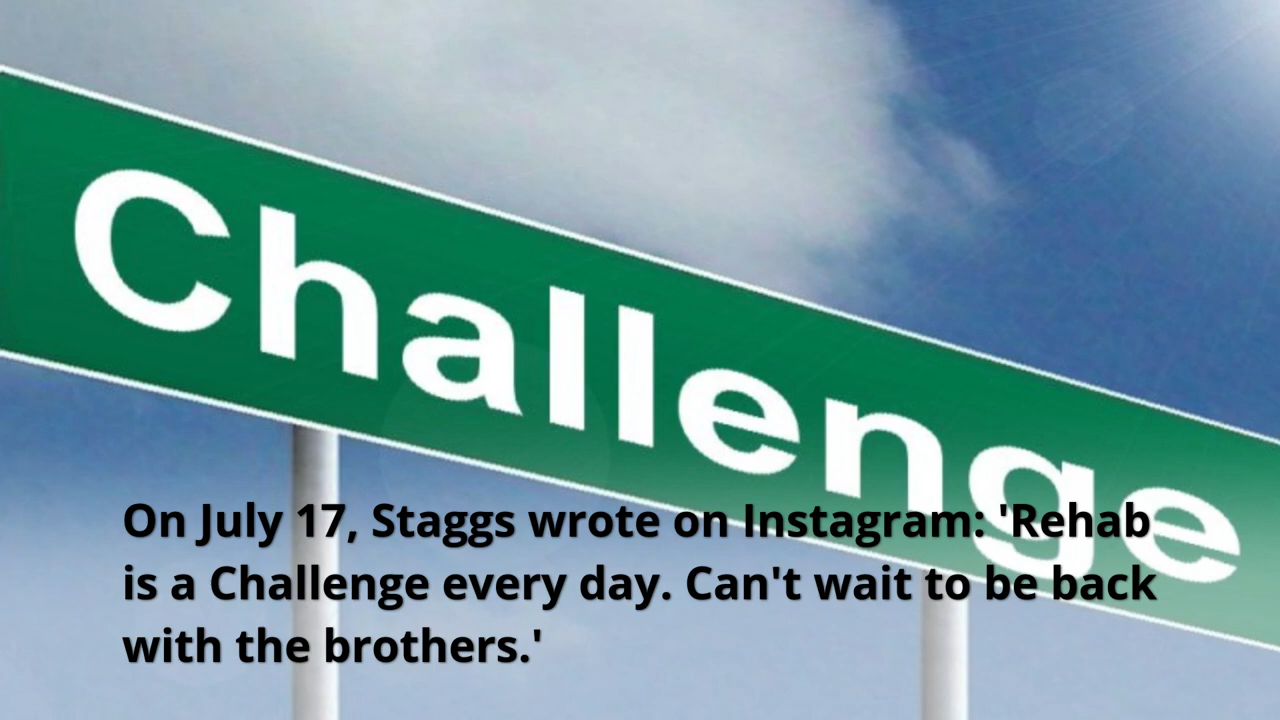 Challenge
On July 17, Staggs wrote on Instagram: 'Rehab
is a Challenge every day. Can't wait to be back
with the brothers.'